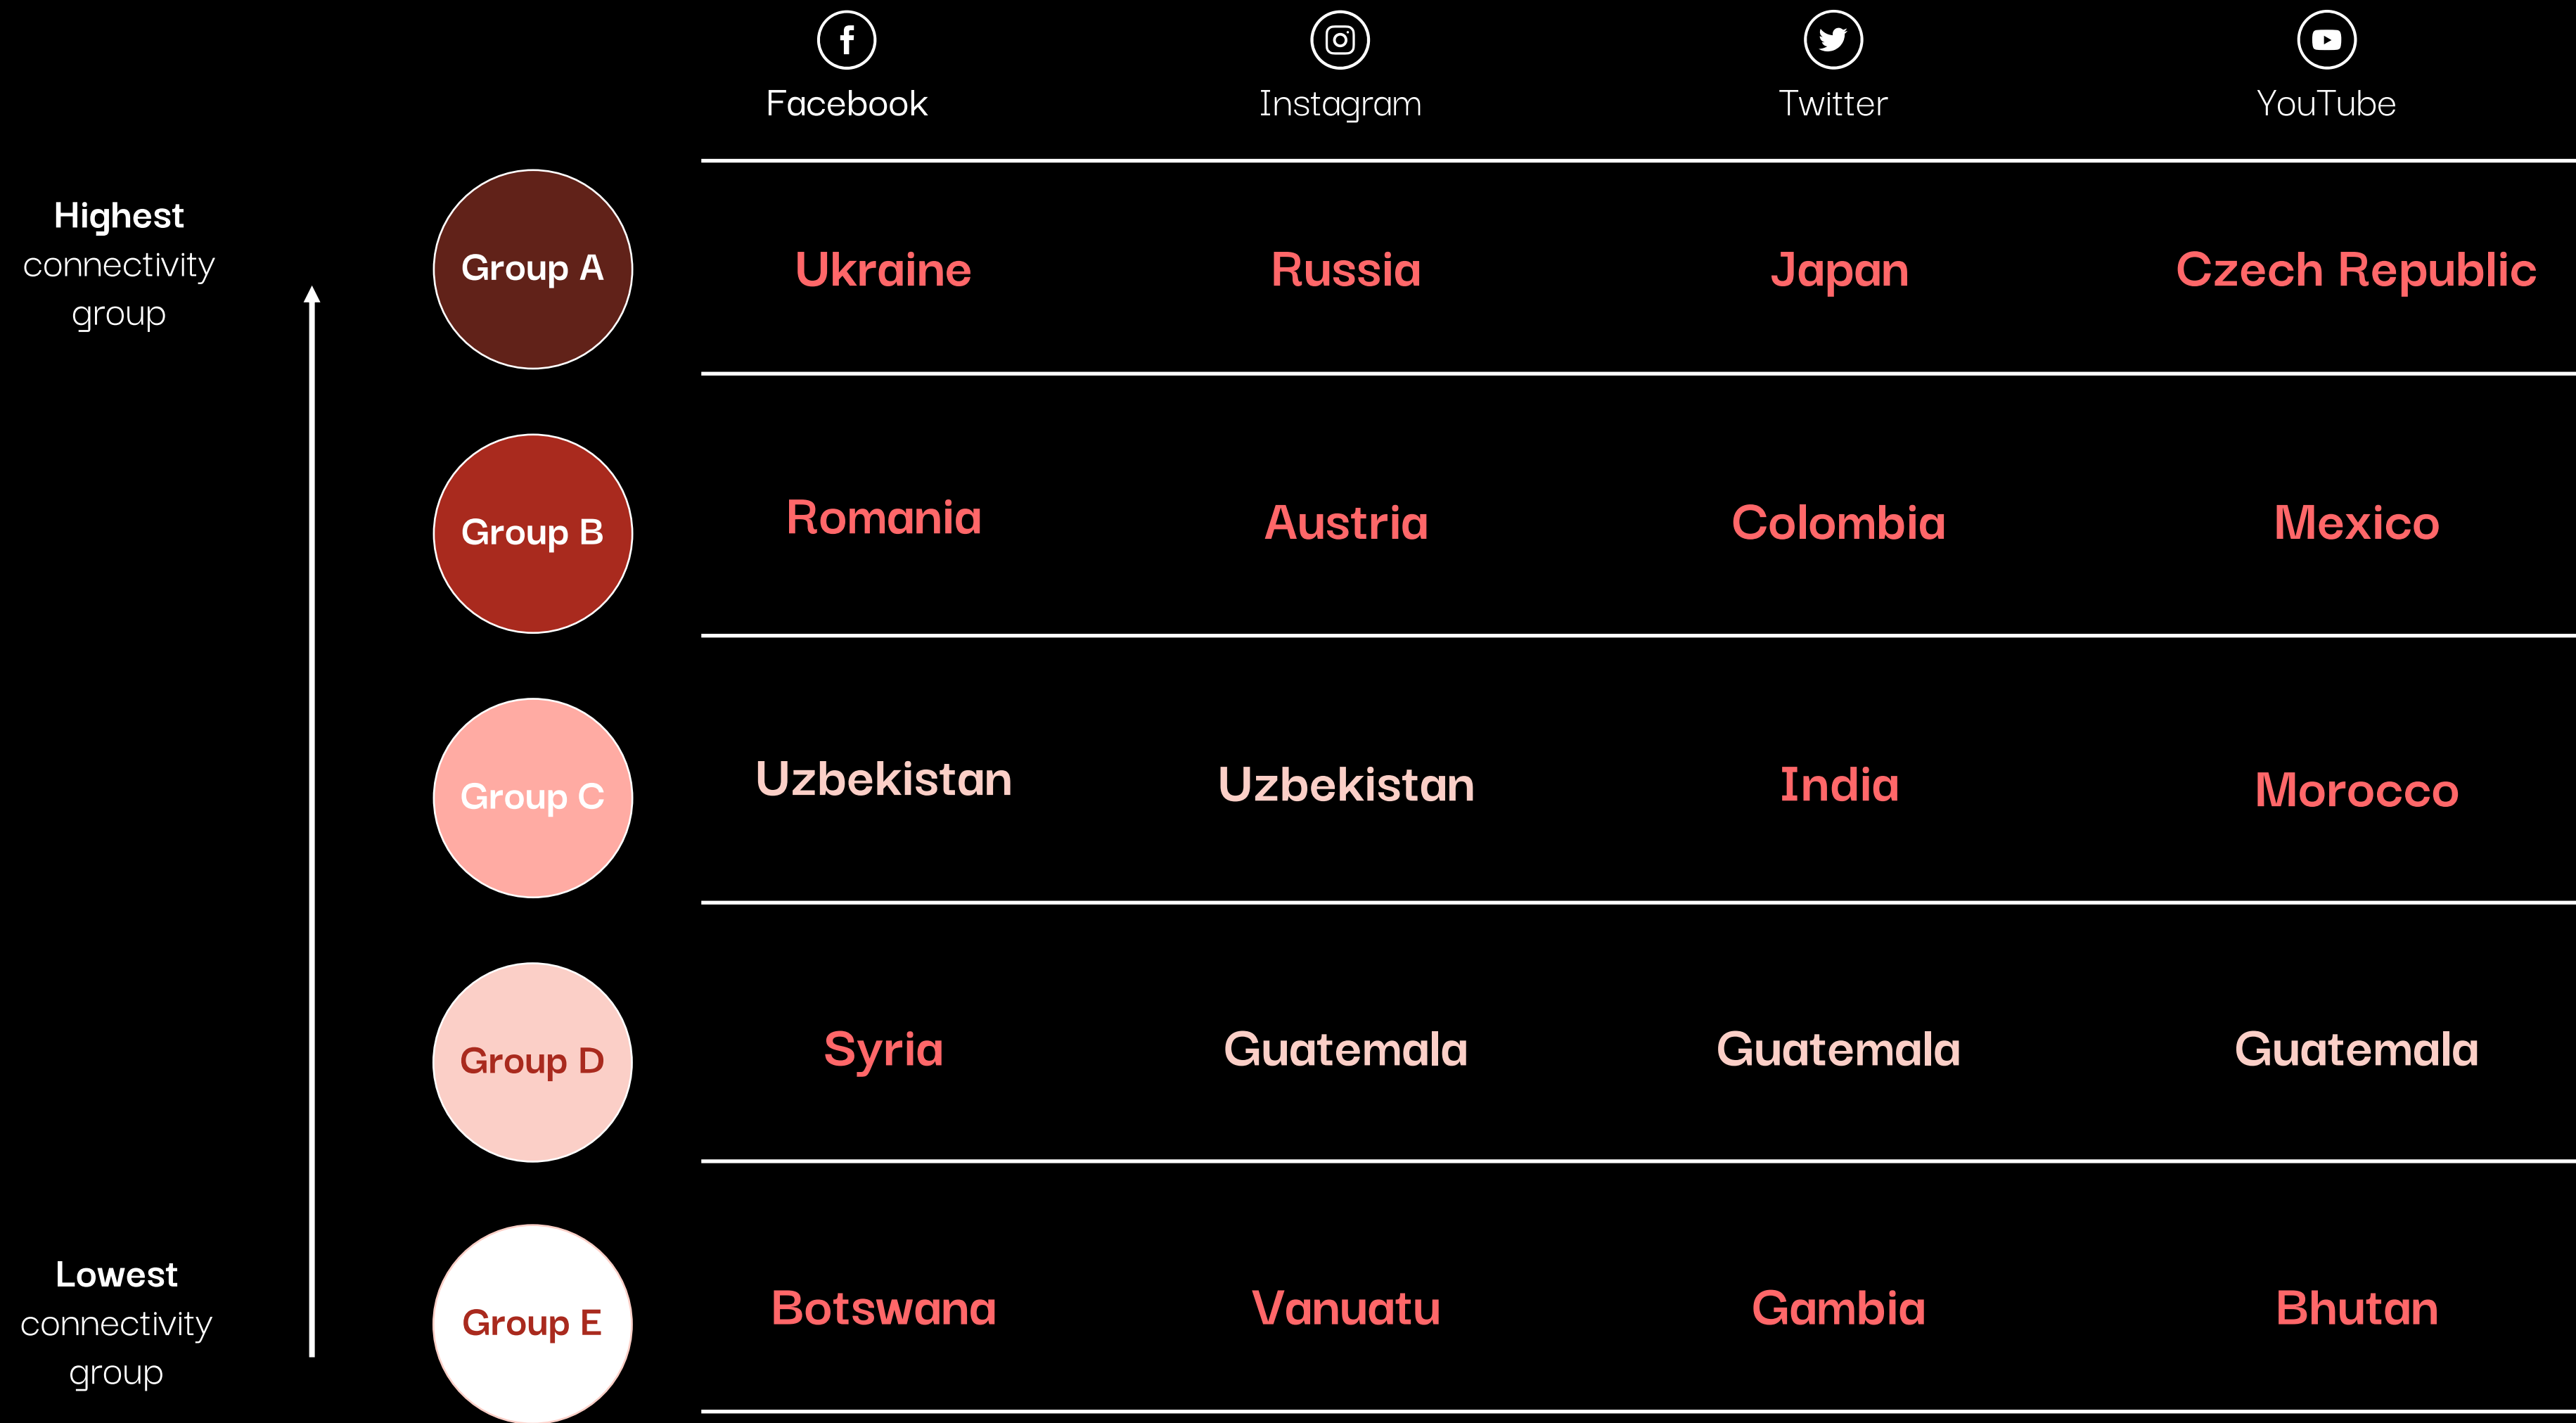 Facebook
Instagram
Twitter
YouTube
Highest
connectivity
group
Group A
Ukraine
Russia
Japan
Czech Republic
Group B
Romania
Austria
Colombia
Mexico
Group C
Uzbekistan
Uzbekistan
India
Morocco
Group D
Syria
Guatemala
Guatemala
Guatemala
Lowest
connectivity
group
Group E
Botswana
Vanuatu
Gambia
Bhutan